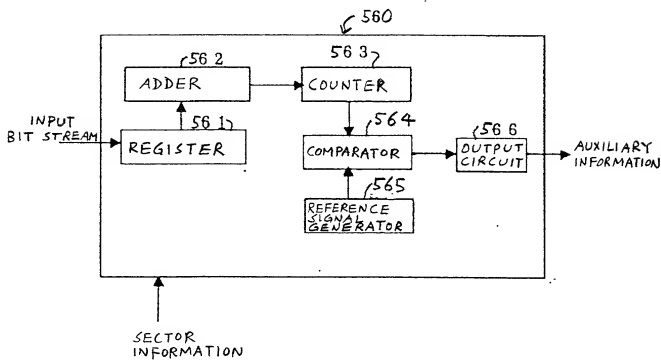 560
562
563
ADDER
COUNTER
INPUT
BIT STREAM
561
564
566
REGISTER
COMPARATOR
OUTPUT
CIRCUIT
AUXILIARY
INFORMATION
565
REFERENCE
SIGNAL
GENERATOR
SECTOR
INFORMATION